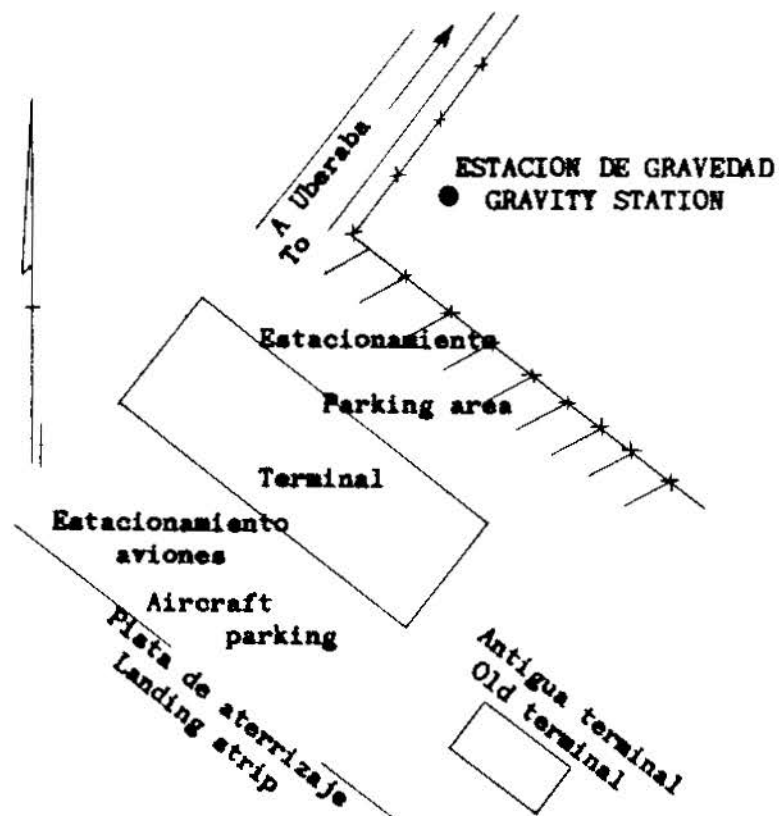 A Uberaba
To
ESTACION DE GRAVEDAD
GRAVITY STATION
Estacionamiento
Parking area
Terminal
Estacionamiento
aviones
Aircraft
parking
Pista de aterrizaje
Landing strip
Antigua terminal
Old terminal